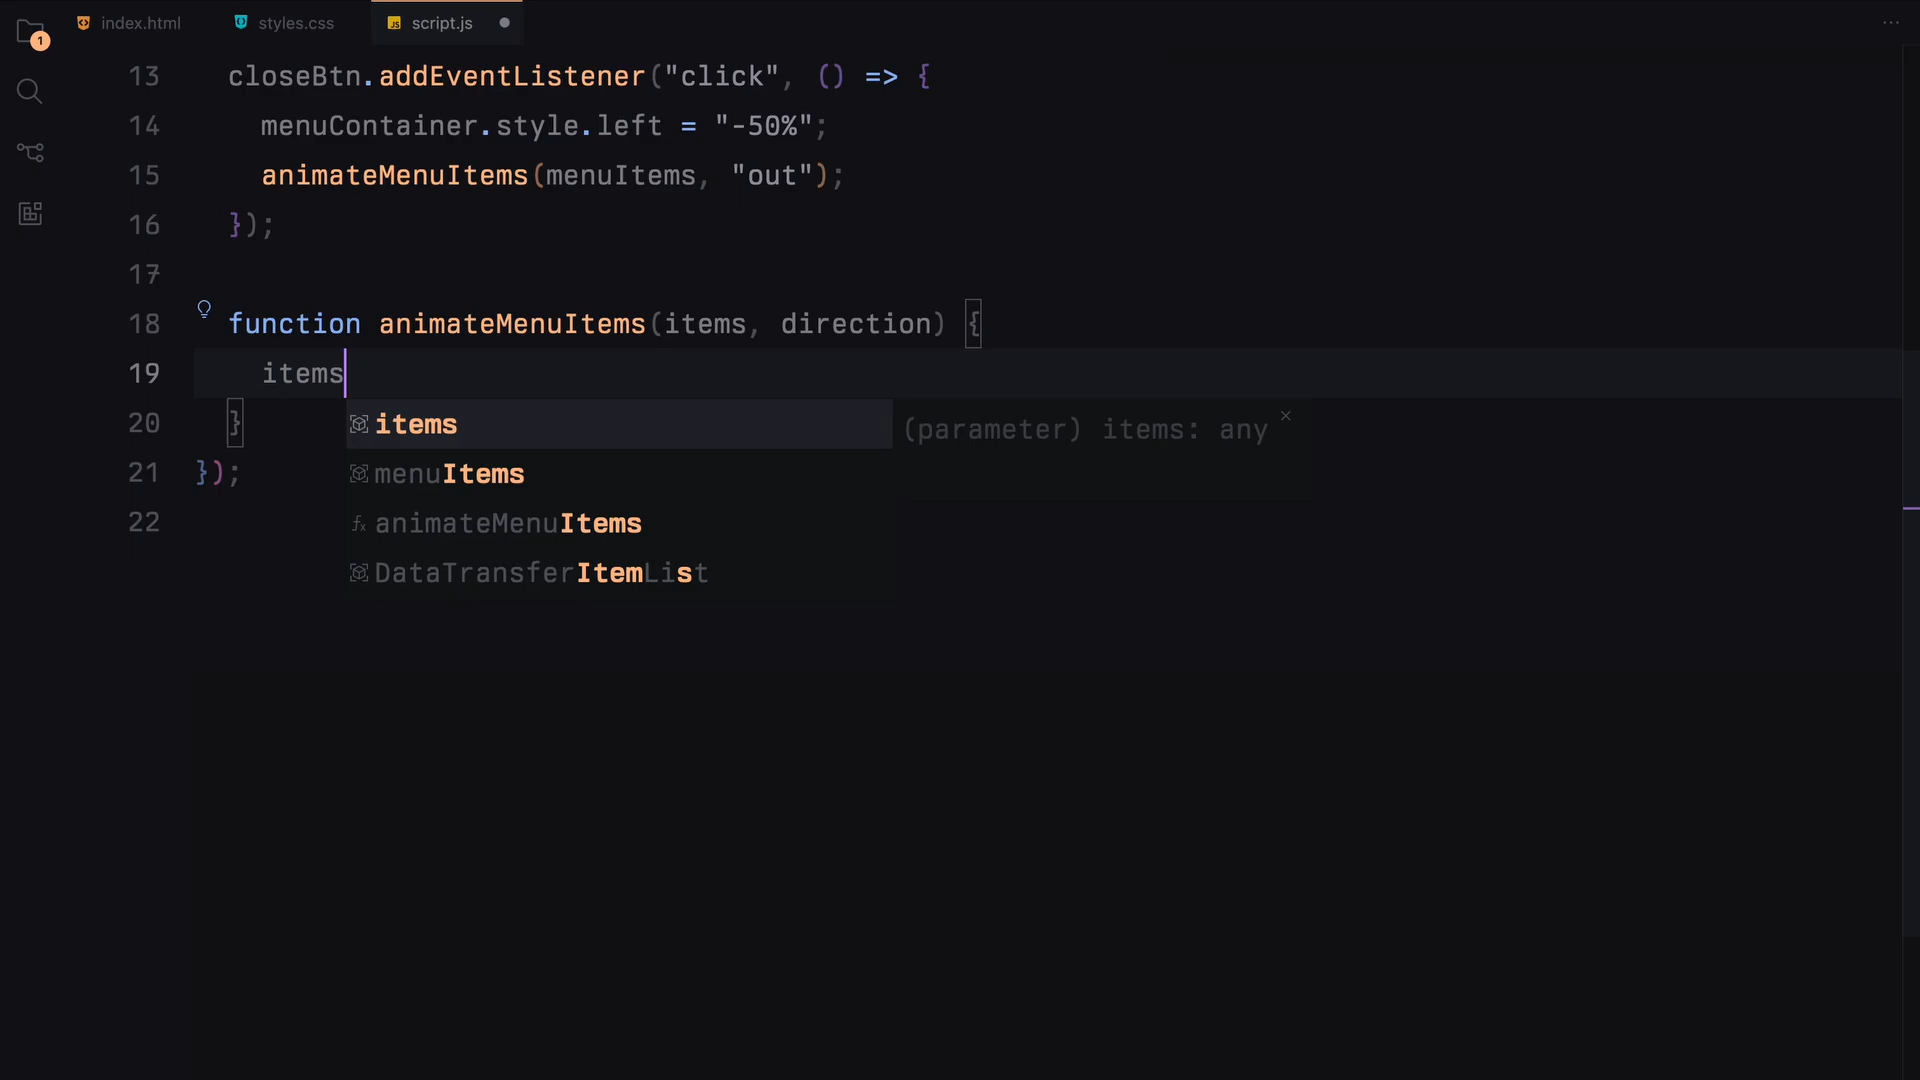 1
index.html
styles.css
JS script.js
...
13 closeBtn.addEventListener("click", () => {
14 menuContainer.style.left = "-50%";
15 animateMenuItems(menuItems, "out");
16 });
17
18 function animateMenuItems(items, direction) {
19 items
20 }
21 });
22
items
menuItems
animateMenuItems
DataTransferItemList
(parameter) items: any